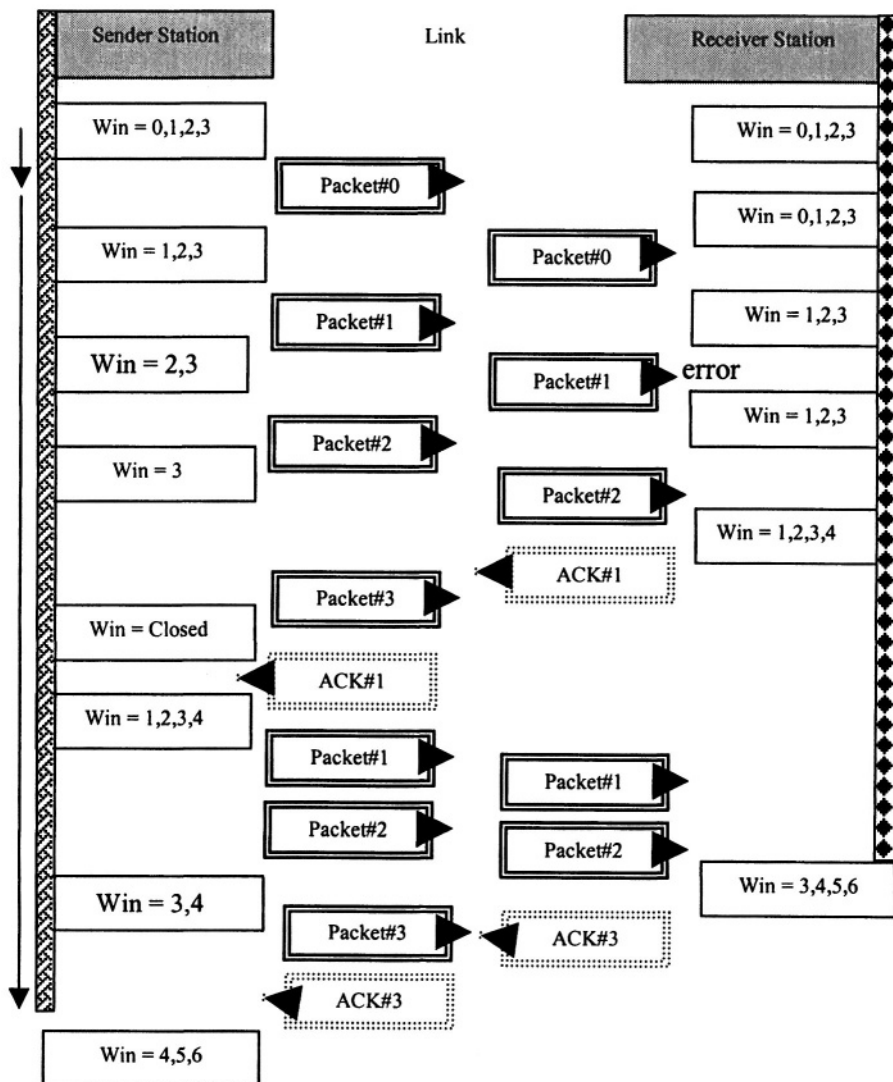 Sender Station
Link
Receiver Station
Win = 0,1,2,3
Win = 0,1,2,3
Packet#0
Win = 0,1,2,3
Win = 1,2,3
Packet#0
Packet#1
Win = 1,2,3
Win = 2,3
Packet#1
error
Win = 1,2,3
Packet#2
Win = 3
Packet#2
Win = 1,2,3,4
ACK#1
Packet#3
Win = Closed
ACK#1
Win = 1,2,3,4
Packet#1
Packet#1
Packet#2
Packet#2
Win = 3,4,5,6
Win = 3,4
Packet#3
ACK#3
ACK#3
Win = 4,5,6